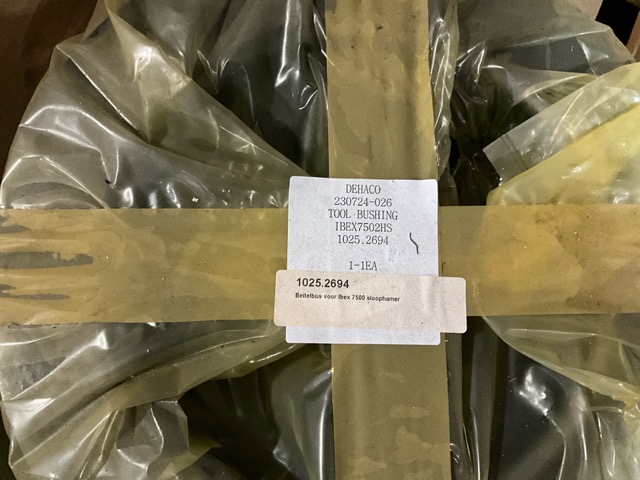 DEHACO
230724-026
TOOL BUSHING
IBEX7502HS
1025.2694
1-1EA
1025.2694
Beitelbus voor Ibex 7500 sloophamer